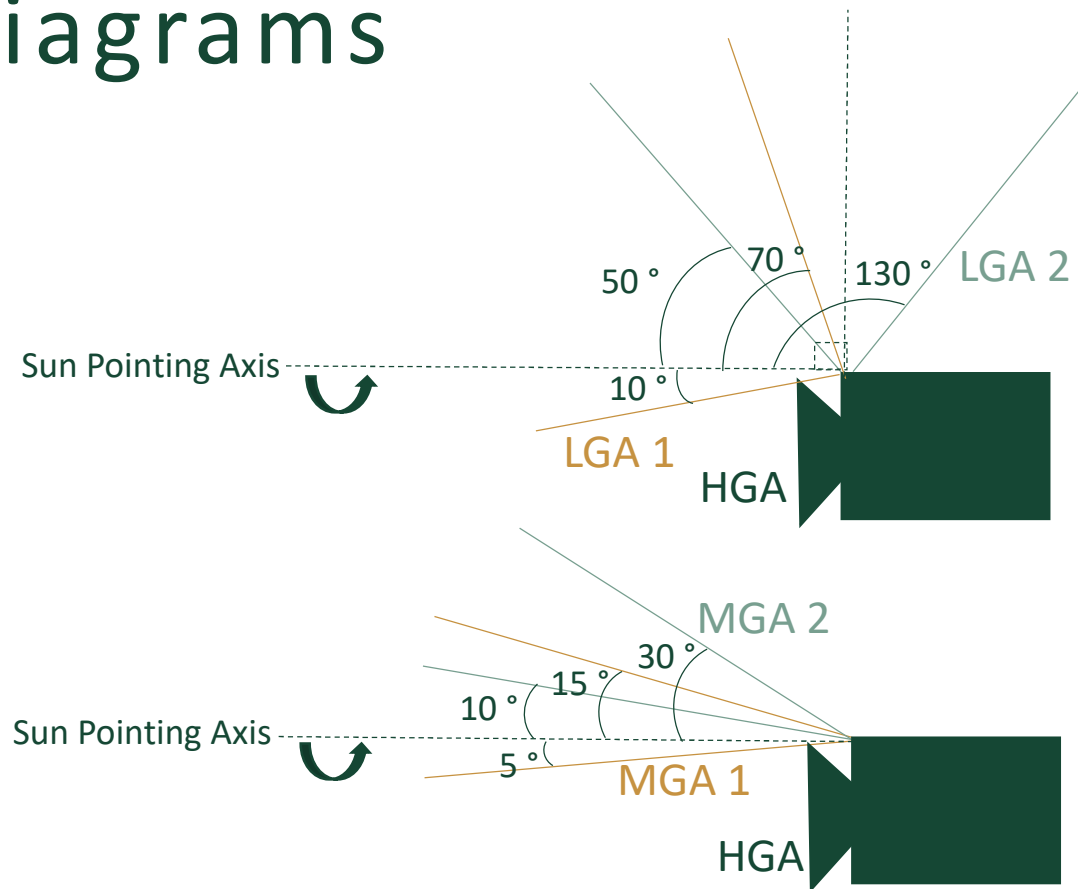 iagrams
50 °
70 °
130 °
LGA 2
Sun Pointing Axis
10 °
LGA 1
HGA
MGA 2
30 °
15 °
10 °
Sun Pointing Axis
5 °
MGA 1
HGA